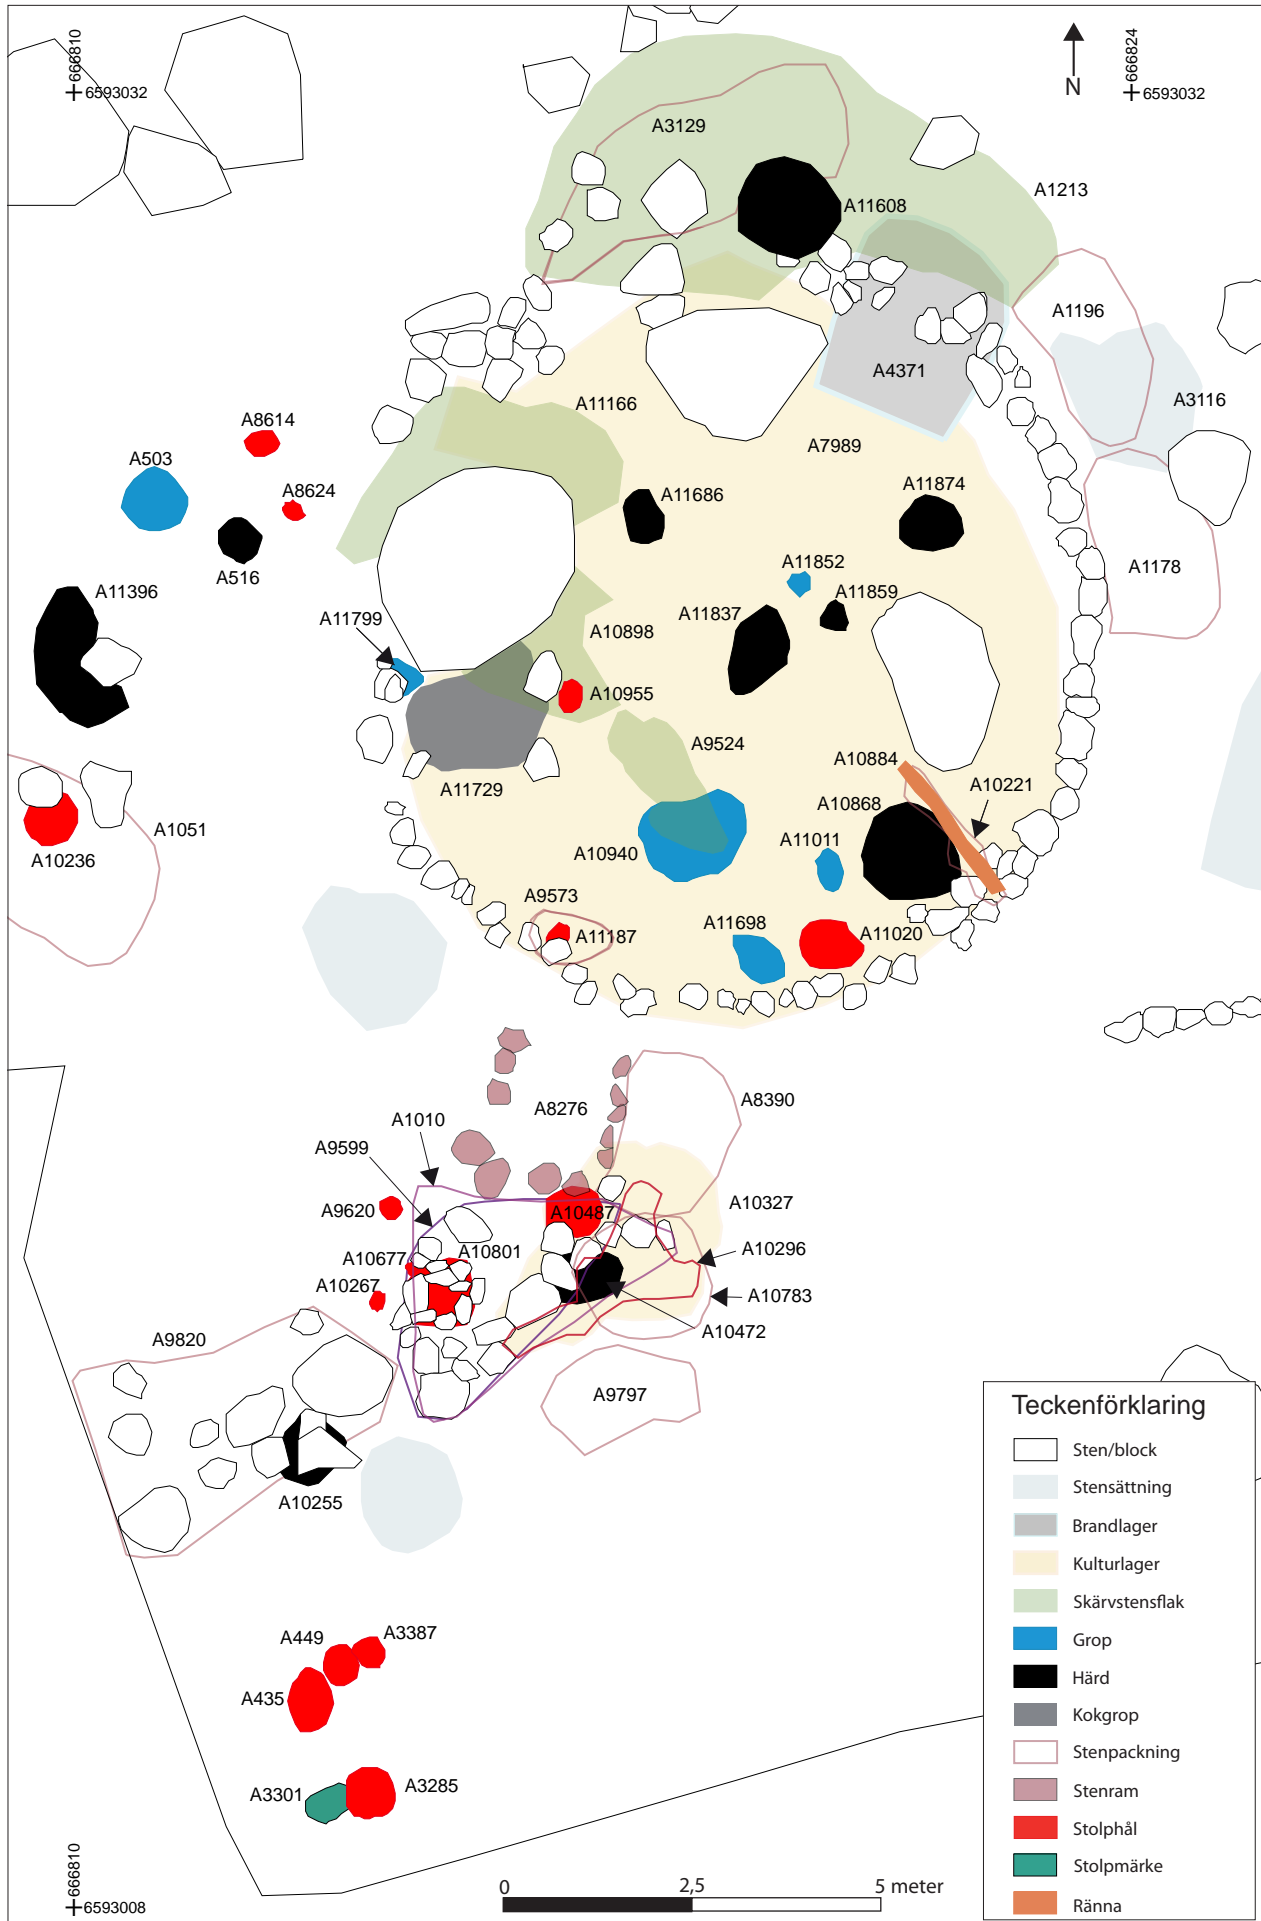 666810
6593032
N
666824
6593032
A3129
A1213
A11608
A1196
A4371
A3116
A11166
A8614
A7989
A503
A8624
A11686
A11874
A516
A11852
A1178
A11396
A11859
A11799
A11837
A10898
A10955
A9524
A10884
A10221
A11729
A10868
A1051
A10236
A10940
A11011
A9573
A11698
A11187
A11020
A8276
A8390
A1010
A9599
A9620
A10487
A10327
A10677
A10801
A10296
A10267
A10783
A10472
A9820
A9797
A10255
A449
A3387
A435
A3301
A3285
666810
6593008
0
2,5
5 meter
Teckenförklaring
Sten/block
Stensättning
Brandlager
Kulturlager
Skärvstensflak
Grop
Härd
Kokgrop
Stenpackning
Stenram
Stolphål
Stolpmärke
Ränna